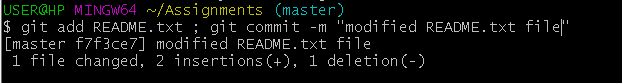 USER@HP MINGW64 ~/Assignments (master)
$ git add README.txt ; git commit -m "modified README.txt file"
[master f7f3ce7] modified README.txt file
 1 file changed, 2 insertions(+), 1 deletion(-)